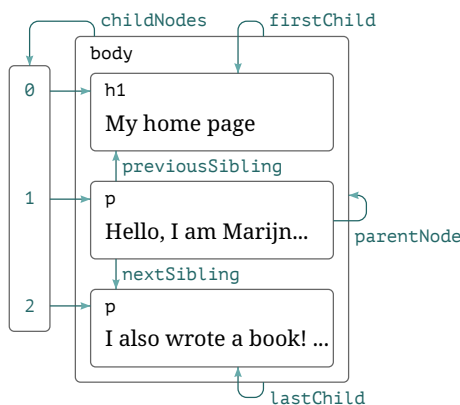 childNodes
firstChild
body
0
h1
My home page
previousSibling
1
p
Hello, I am Marijn...
parentNode
nextSibling
2
p
I also wrote a book! ...
lastChild